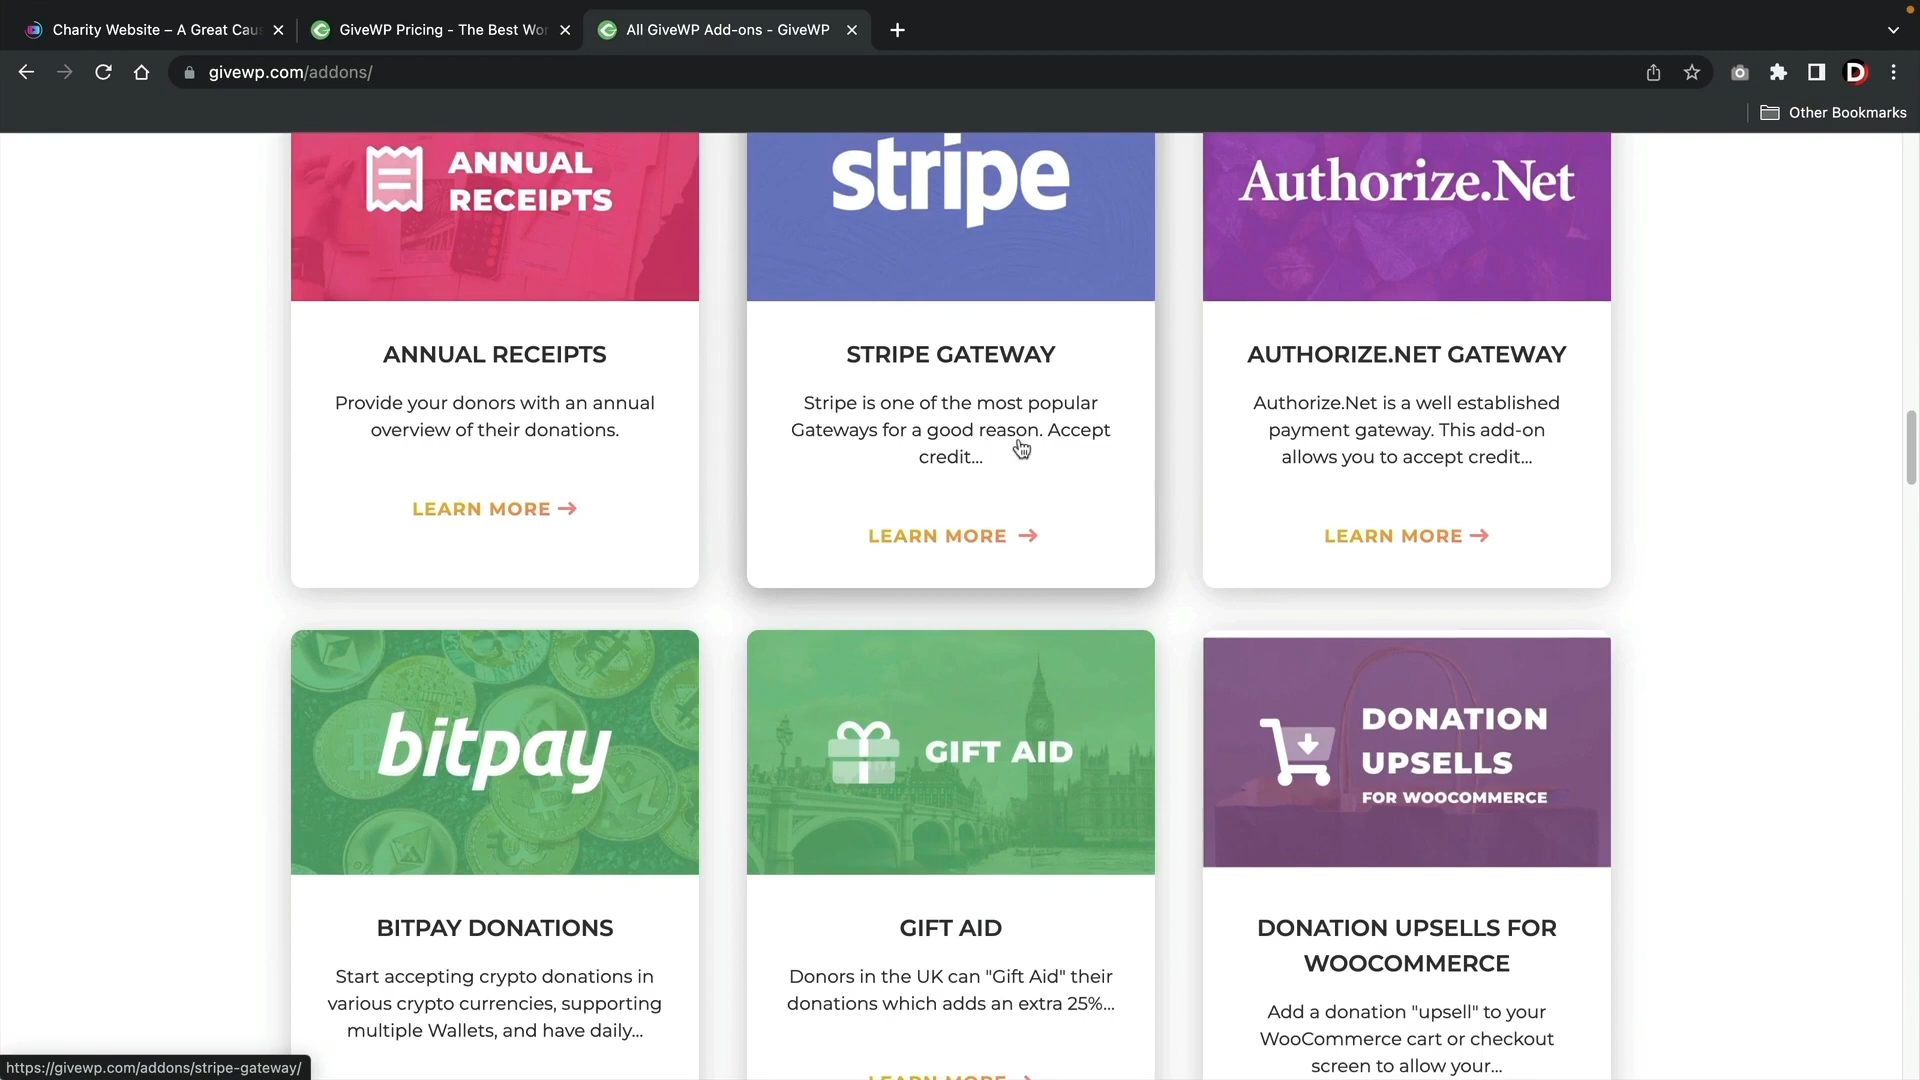 Charity Website – A Great Cau
GiveWP Pricing - The Best Wor
All GiveWP Add-ons - GiveWP
givewp.com/addons/
D
Other Bookmarks
ANNUAL
RECEIPTS
stripe
Authorize.Net
ANNUAL RECEIPTS
Provide your donors with an annual
overview of their donations.
LEARN MORE →
STRIPE GATEWAY
Stripe is one of the most popular
Gateways for a good reason. Accept
credit...
LEARN MORE →
AUTHORIZE.NET GATEWAY
Authorize.Net is a well established
payment gateway. This add-on
allows you to accept credit...
LEARN MORE →
bitpay
GIFT AID
DONATION
UPSELLS
FOR WOOCOMMERCE
BITPAY DONATIONS
Start accepting crypto donations in
various crypto currencies, supporting
multiple Wallets, and have daily...
GIFT AID
Donors in the UK can "Gift Aid" their
donations which adds an extra 25%...
LEARN MORE
DONATION UPSELLS FOR
WOOCOMMERCE
Add a donation "upsell" to your
WooCommerce cart or checkout
screen to allow your...
https://givewp.com/addons/stripe-gateway/